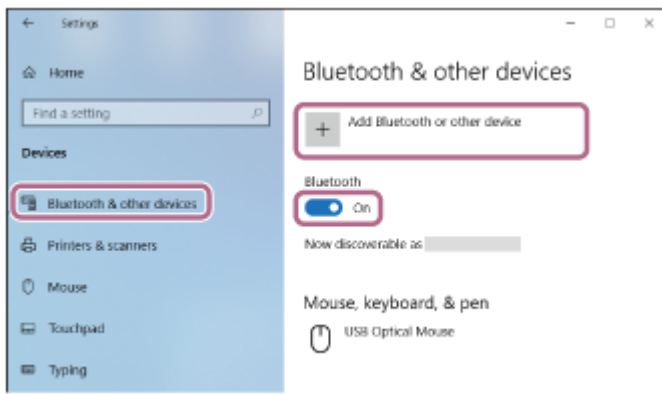 Settings
Home
Find a setting
Devices
Bluetooth & other devices
Printers & scanners
Mouse
Touchpad
Typing
Bluetooth & other devices
Add Bluetooth or other device
Bluetooth
On
Now discoverable as
Mouse, keyboard, & pen
USB Optical Mouse